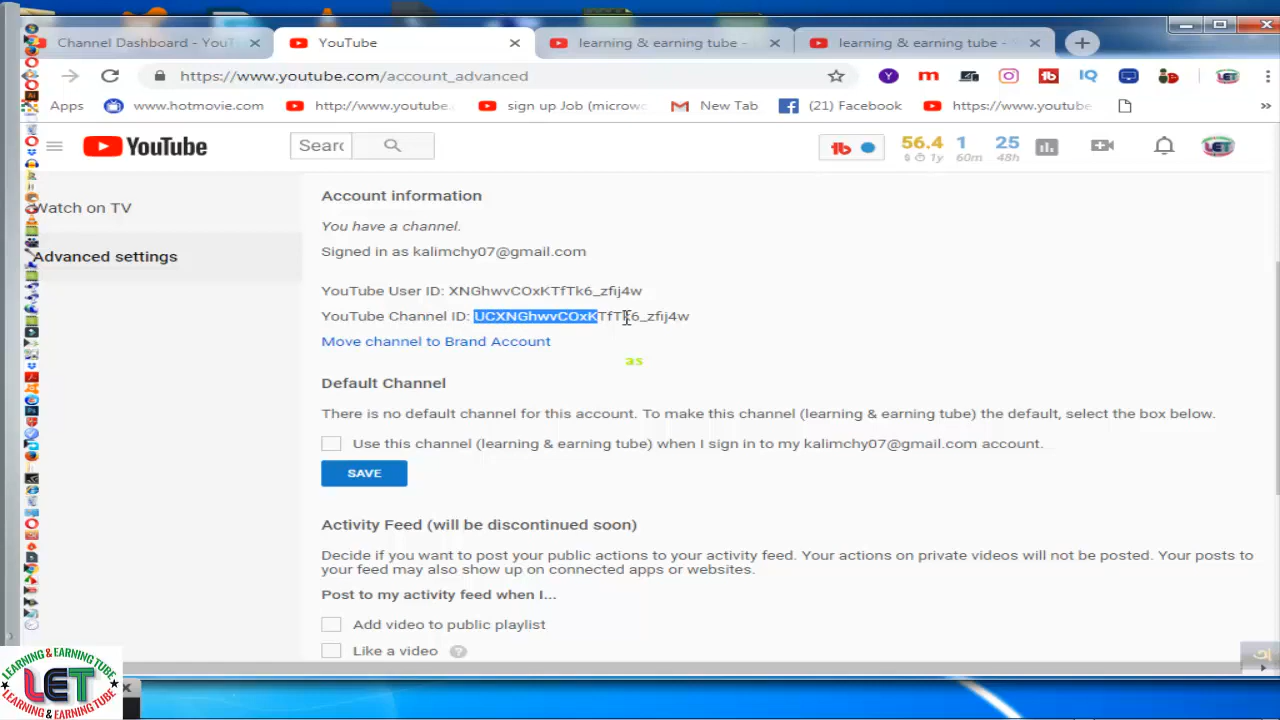 Channel Dashboard - YouT
YouTube
learning & earning tube -
learning & earning tube -
https://www.youtube.com/account_advanced
Apps
www.hotmovie.com
http://www.youtube.
sign up Job (microw
New Tab
(21) Facebook
https://www.youtube
YouTube
Searc
56.4 1 25
1y 60m 48h
LET
Watch on TV
Advanced settings
Account information
You have a channel.
Signed in as kalimchy07@gmail.com
YouTube User ID: XNGhwvCOxKTfTk6_zfij4w
YouTube Channel ID: UCXNGhwvCOxKTfTk6_zfij4w
Move channel to Brand Account
as
Default Channel
There is no default channel for this account. To make this channel (learning & earning tube) the default, select the box below.
Use this channel (learning & earning tube) when I sign in to my kalimchy07@gmail.com account.
SAVE
Activity Feed (will be discontinued soon)
Decide if you want to post your public actions to your activity feed. Your actions on private videos will not be posted. Your posts to
your feed may also show up on connected apps or websites.
Post to my activity feed when I...
Add video to public playlist
Like a video ?
LEARNING & EARNING TUBE
LET
LEARNING & EARNING TUBE